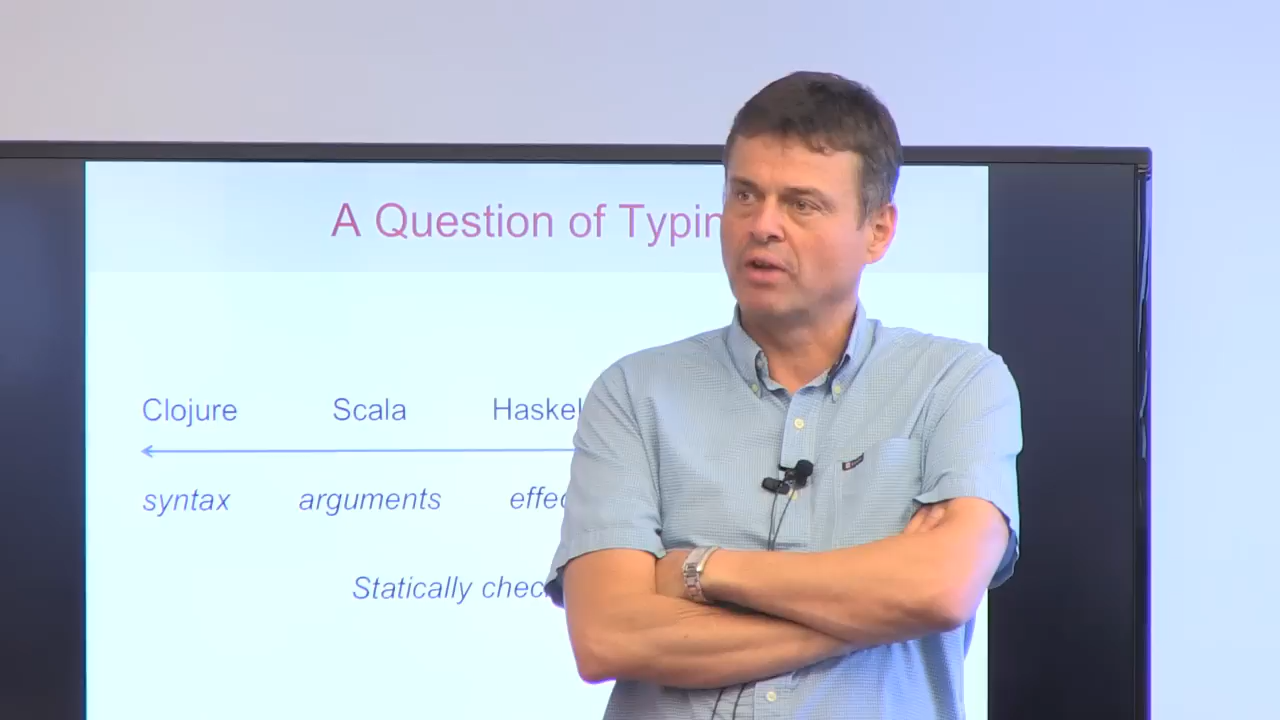 A Question of Typin
Clojure Scala Haskel
syntax arguments effec
Statically chec